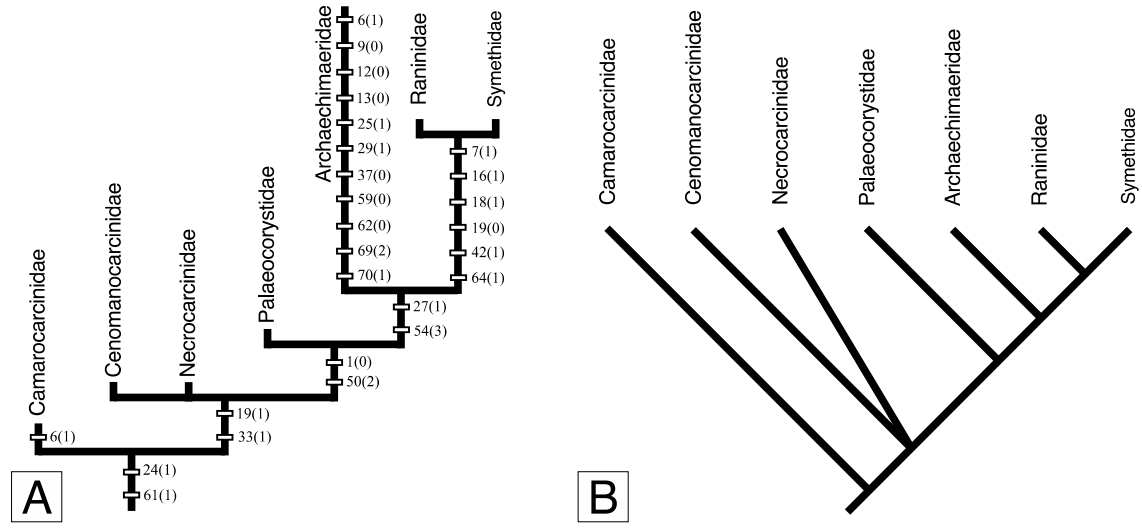 Camarocarcinidae
6(1)
24(1)
61(1)
Cenomanocarcinidae
Necrocarcinidae
19(1)
33(1)
Palaeocorystidae
1(0)
50(2)
Archaechimaeridae
6(1)
9(0)
12(0)
13(0)
25(1)
29(1)
37(0)
59(0)
62(0)
69(2)
70(1)
27(1)
54(3)
Raninidae
Symethidae
7(1)
16(1)
18(1)
19(0)
42(1)
64(1)
A
Camarocarcinidae
Cenomanocarcinidae
Necrocarcinidae
Palaeocorystidae
Archaechimaeridae
Raninidae
Symethidae
B